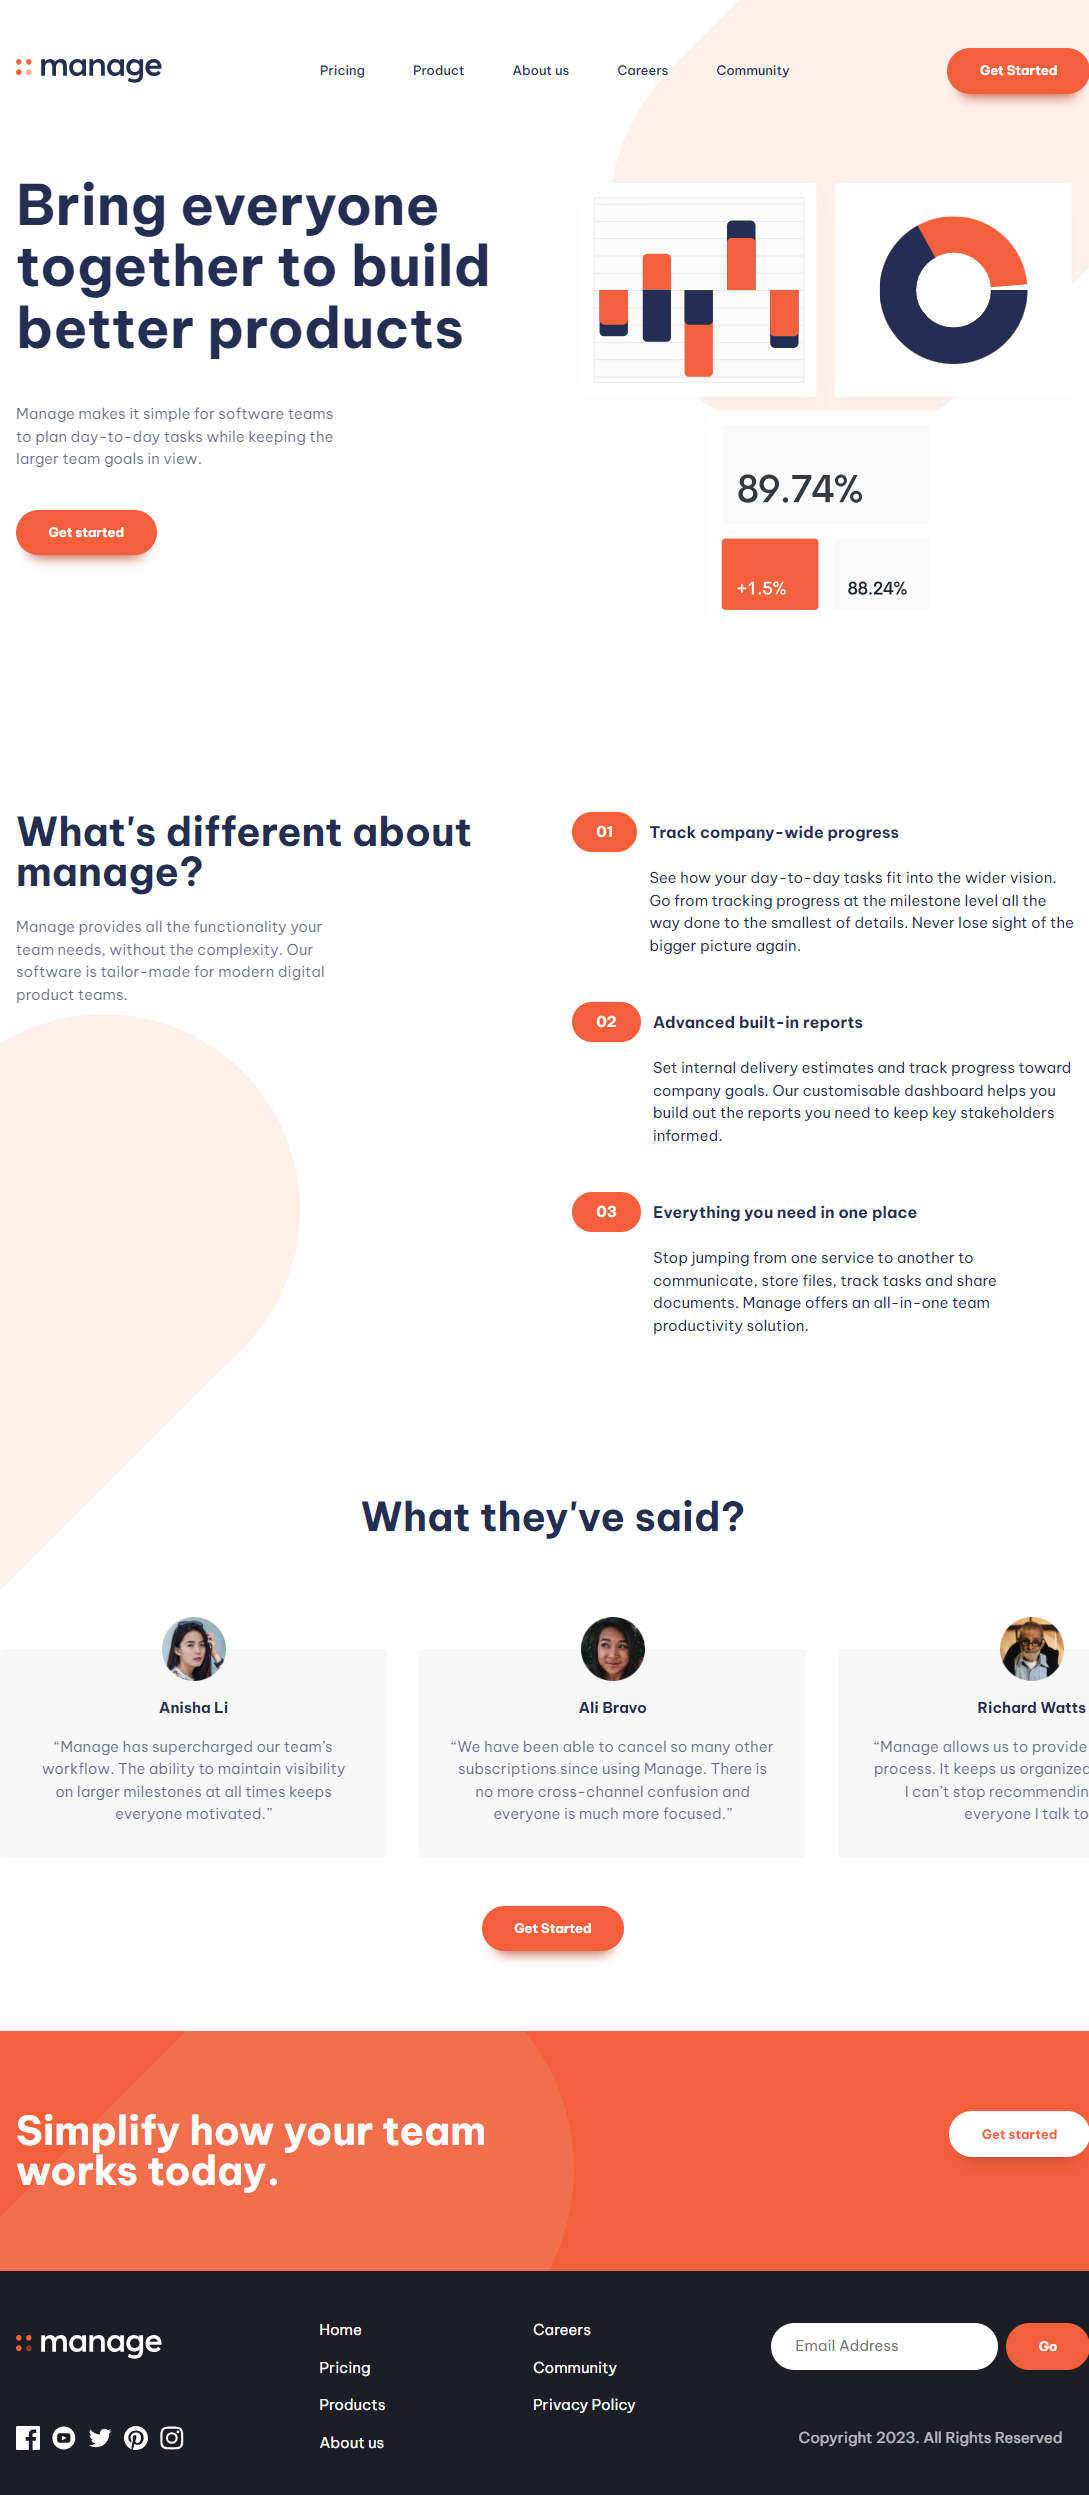 manage
Pricing
Product
About us
Careers
Community
Get Started
Bring everyone
together to build
better products
Manage makes it simple for software teams
to plan day-to-day tasks while keeping the
larger team goals in view.
Get started
89.74%
+1.5%
88.24%
What's different about
manage?
Manage provides all the functionality your
team needs, without the complexity. Our
software is tailor-made for modern digital
product teams.
01
Track company-wide progress
See how your day-to-day tasks fit into the wider vision.
Go from tracking progress at the milestone level all the
way done to the smallest of details. Never lose sight of the
bigger picture again.
02
Advanced built-in reports
Set internal delivery estimates and track progress toward
company goals. Our customisable dashboard helps you
build out the reports you need to keep key stakeholders
informed.
03
Everything you need in one place
Stop jumping from one service to another to
communicate, store files, track tasks and share
documents. Manage offers an all-in-one team
productivity solution.
What they've said?
Anisha Li
“Manage has supercharged our team’s
workflow. The ability to maintain visibility
on larger milestones at all times keeps
everyone motivated.”
Ali Bravo
“We have been able to cancel so many other
subscriptions since using Manage. There is
no more cross-channel confusion and
everyone is much more focused.”
Richard Watts
“Manage allows us to provide
process. It keeps us organized
I can’t stop recommendin
everyone I talk to
Get Started
Simplify how your team
works today.
Get started
manage
Home
Pricing
Products
About us
Careers
Community
Privacy Policy
Email Address
Go
Copyright 2023. All Rights Reserved